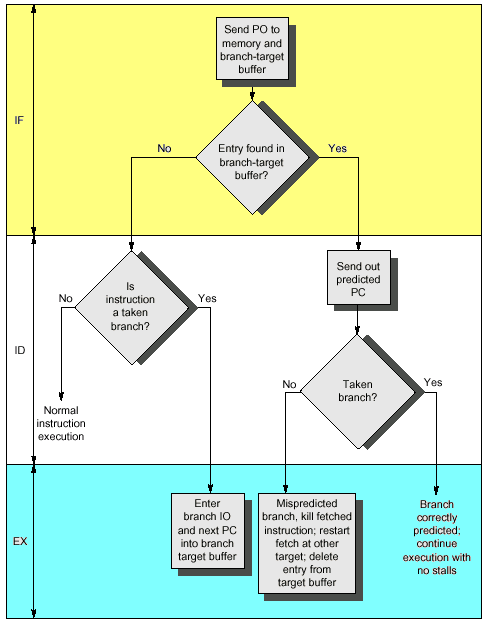 Send PO to
memory and
branch-target
buffer
IF
No
Entry found in
branch-target
buffer?
Yes
Is
instruction
a taken
branch?
No
Yes
Send out
predicted
PC
ID
No
Taken
branch?
Yes
Normal
instruction
execution
EX
Enter
branch IO
and next PC
into branch
target buffer
Mispredicted
branch, kill fetched
instruction; restart
fetch at other
target; delete
entry from
target buffer
Branch
correctly
predicted;
continue
execution with
no stalls